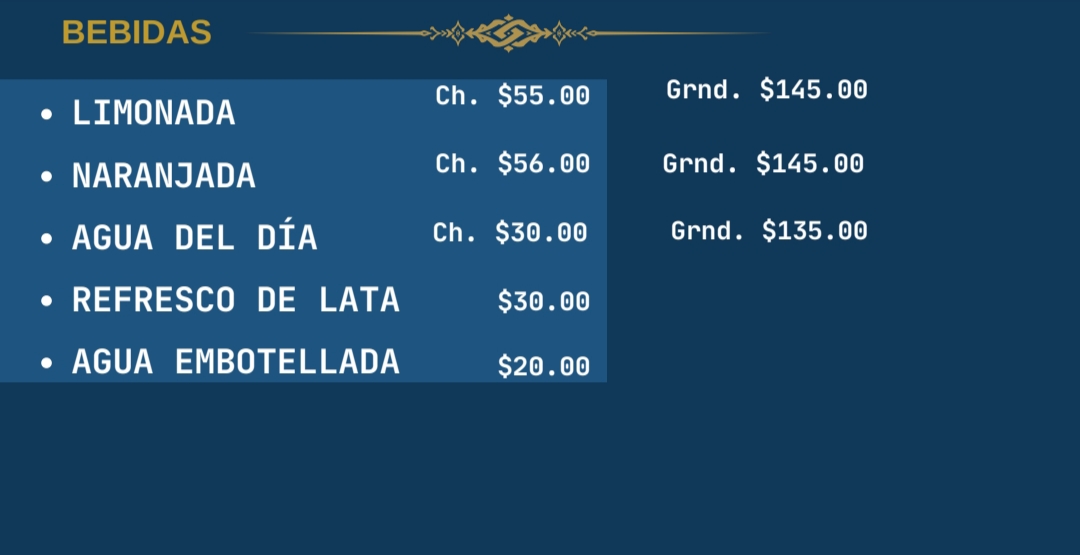 BEBIDAS
• LIMONADA Ch. $55.00 Grnd. $145.00
• NARANJADA Ch. $56.00 Grnd. $145.00
• AGUA DEL DÍA Ch. $30.00 Grnd. $135.00
• REFRESCO DE LATA $30.00
• AGUA EMBOTELLADA $20.00